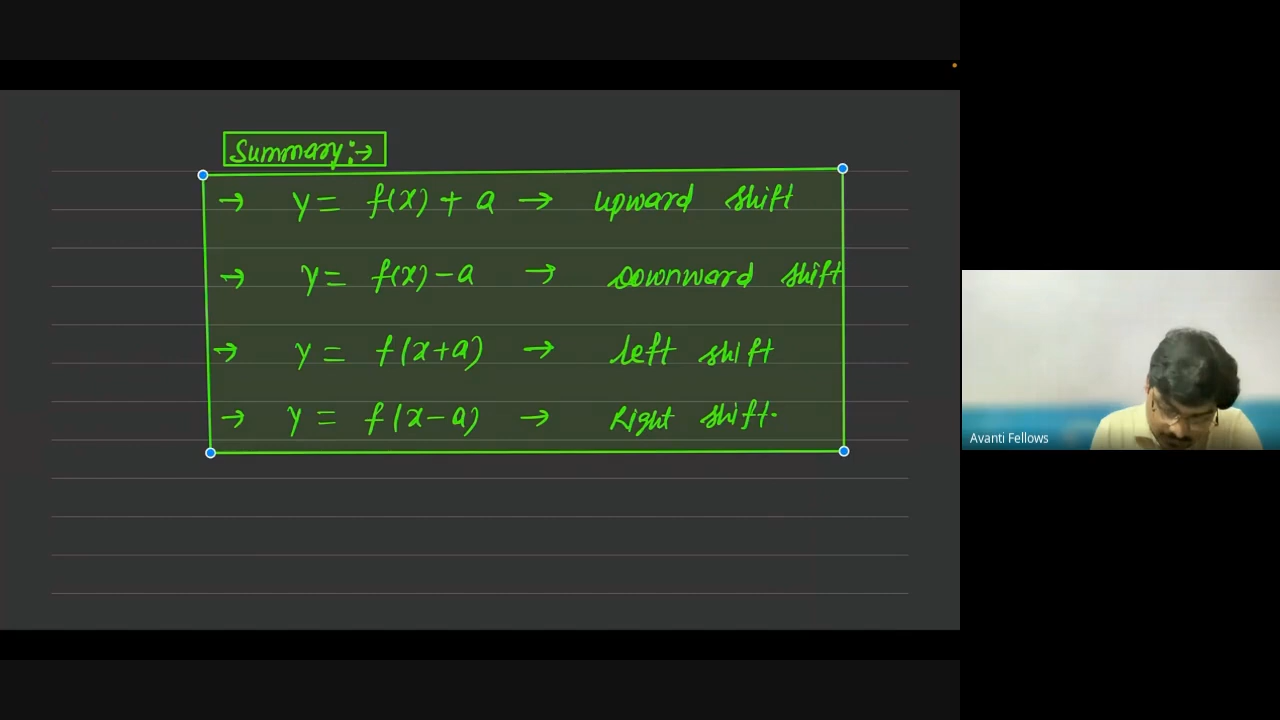 Summary:→
→ y = f(x) + a → upward shift
→ y = f(x) - a → Downward shift
→ y = f(x+a) → left shift
→ y = f(x-a) → Right shift.
Avanti Fellows